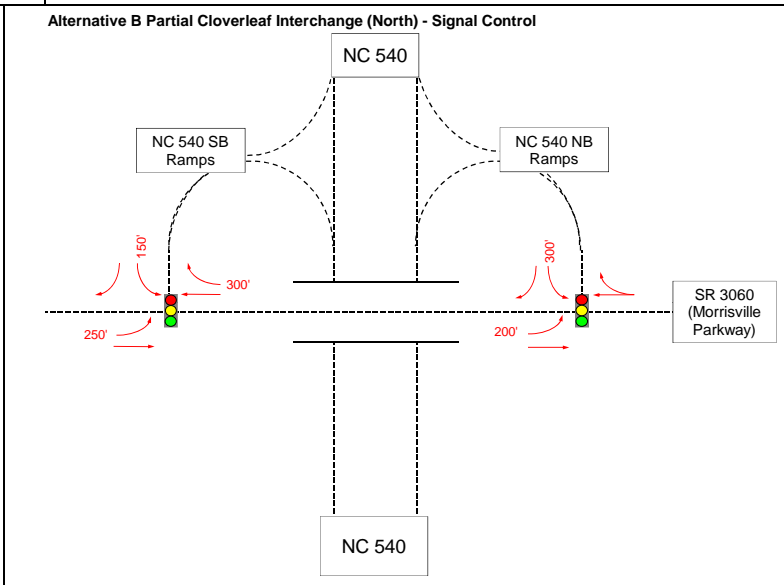 Alternative B Partial Cloverleaf Interchange (North) - Signal Control
NC 540
NC 540 SB
Ramps
NC 540 NB
Ramps
150'
300'
300'
SR 3060
(Morrisville
Parkway)
250'
200'
NC 540